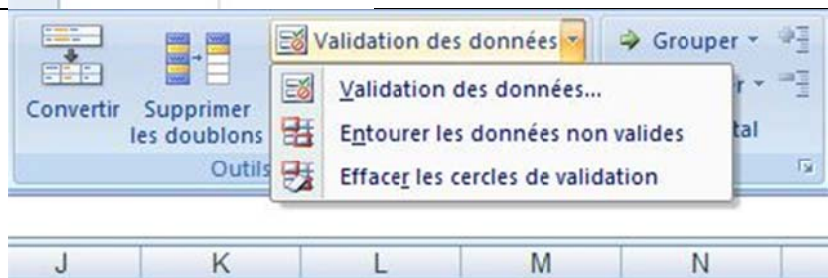 Validation des données
Grouper
Convertir
Supprimer
les doublons
Validation des données...
Entourer les données non valides
Effacer les cercles de validation
Outils
r
tal
J K L M N